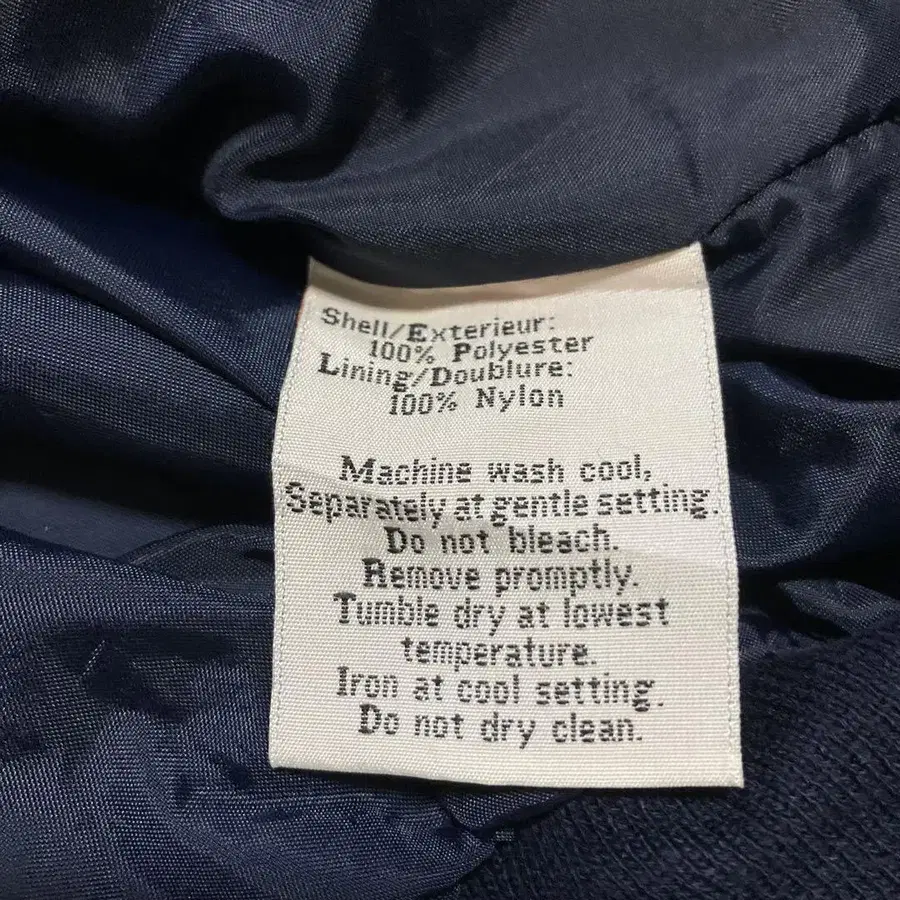 Shell/Exterieur:
100% Polyester
Lining/Doublure:
100% Nylon
Machine wash cool,
Separately at gentle setting.
Do not bleach.
Remove promptly.
Tumble dry at lowest
temperature.
Iron at cool setting.
Do not dry clean.